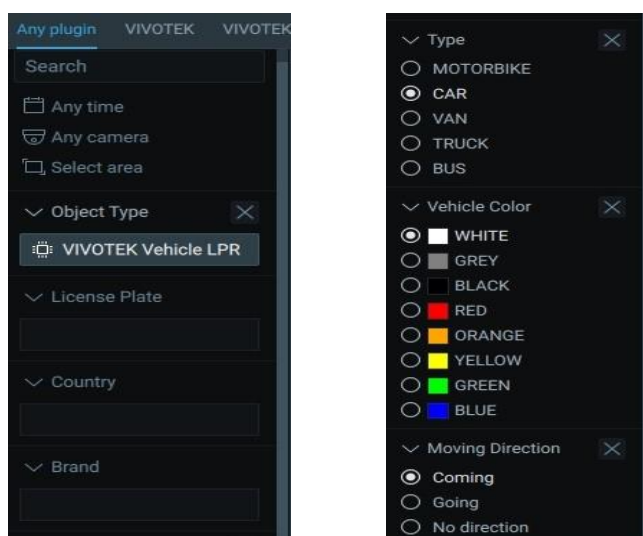 Any plugin VIVOTEK VIVOTEK
Search
Any time
Any camera
Select area
Object Type
VIVOTEK Vehicle LPR
License Plate
Country
Brand
Type
MOTORBIKE
CAR
VAN
TRUCK
BUS
Vehicle Color
WHITE
GREY
BLACK
RED
ORANGE
YELLOW
GREEN
BLUE
Moving Direction
Coming
Going
No direction